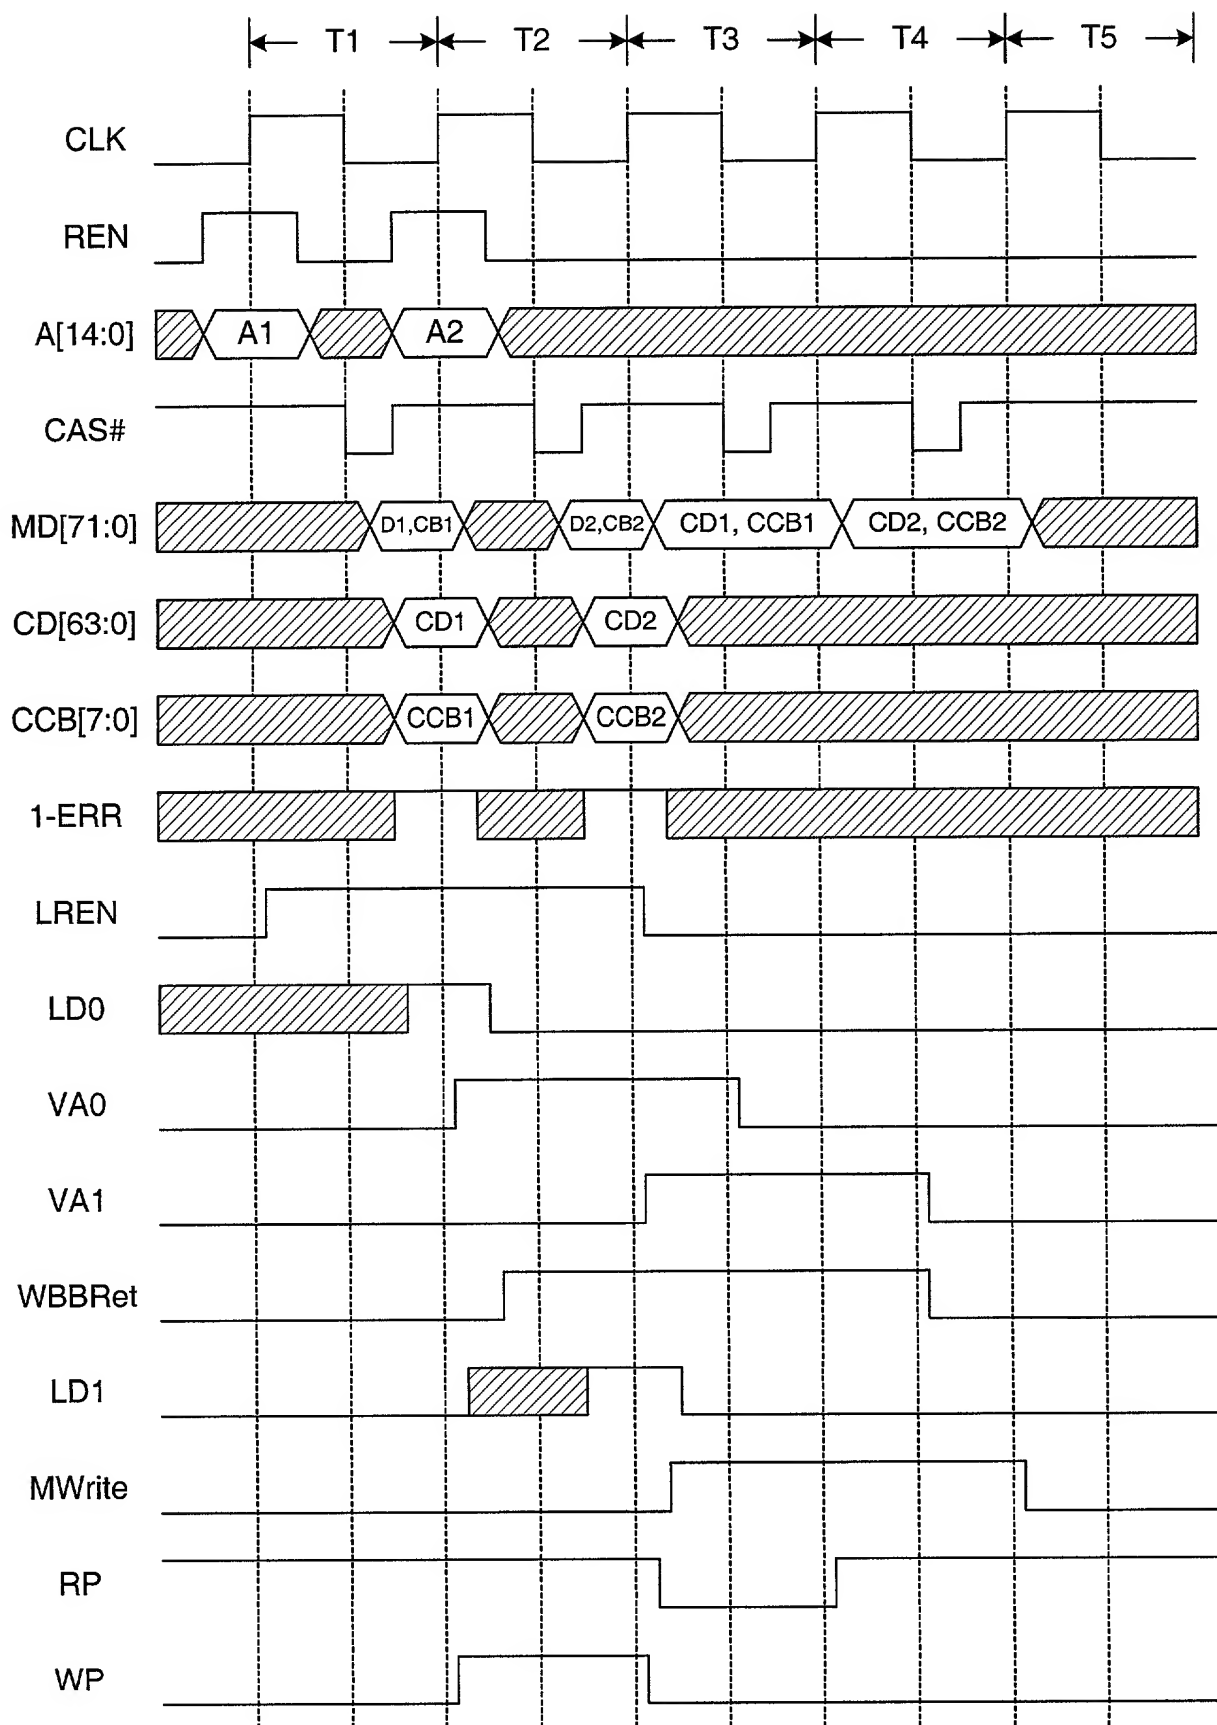 T1 T2 T3 T4 T5
CLK
REN
A[14:0] A1 A2
CAS#
MD[71:0] D1,CB1 D2,CB2 CD1, CCB1 CD2, CCB2
CD[63:0] CD1 CD2
CCB[7:0] CCB1 CCB2
1-ERR
LREN
LD0
VA0
VA1
WBBRet
LD1
MWrite
RP
WP